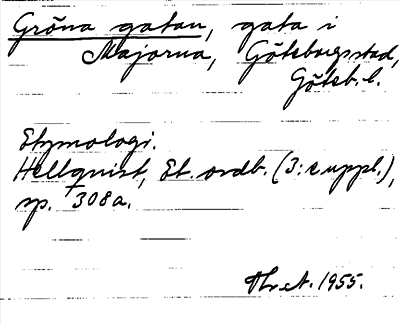 Gröna gatan, gata i
Majorna, Göteborgsstad,
Göteb. l.
Etymologi.
Hellquist, Et. ordb. (3:e uppl.),
sp. 308a.
1955.